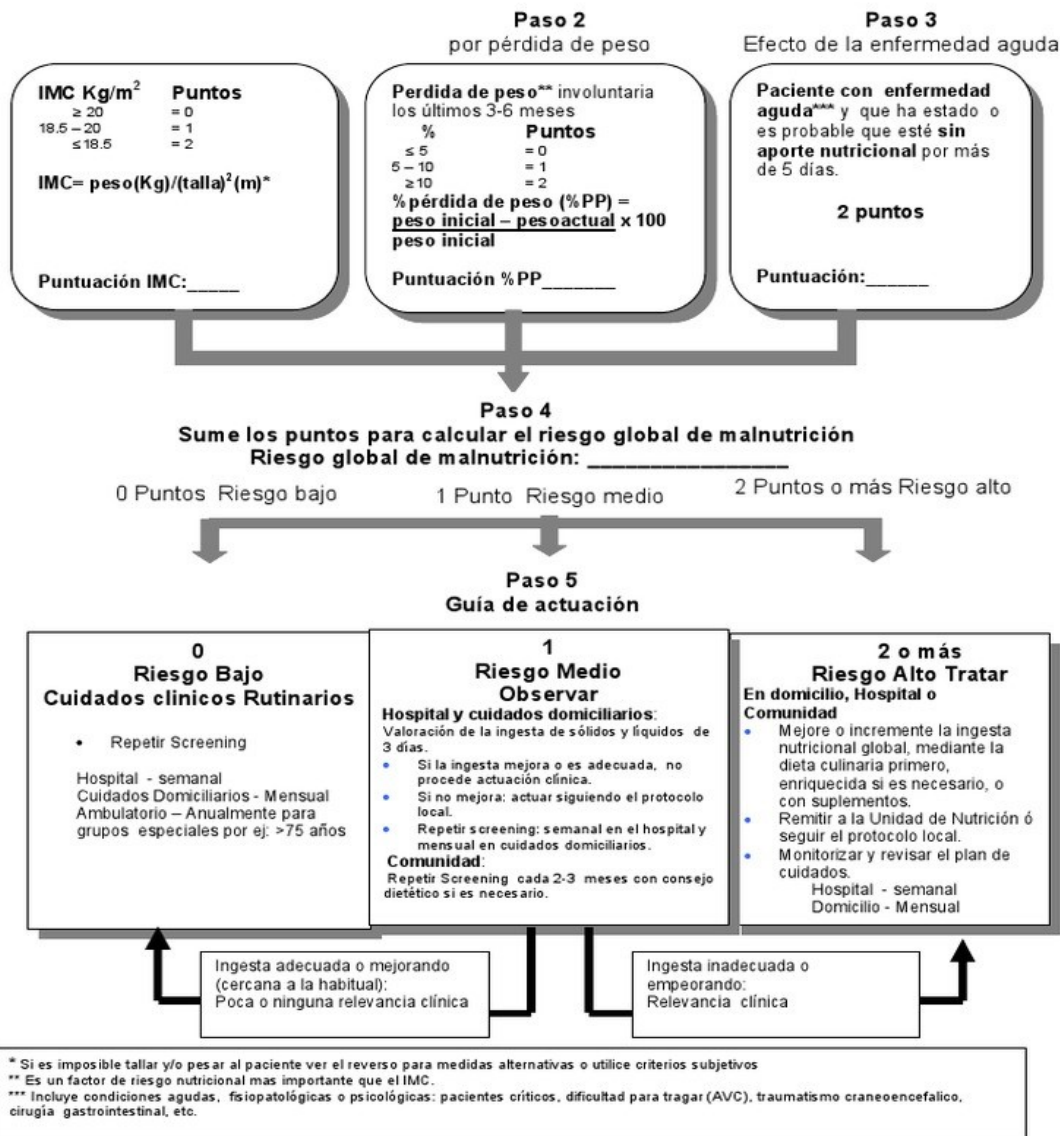 Paso 2
por pérdida de peso
Paso 3
Efecto de la enfermedad aguda
IMC Kg/m² Puntos
≥ 20 = 0
18.5 – 20 = 1
≤ 18.5 = 2
IMC= peso(Kg)/(talla)²(m)*
Puntuación IMC:_____
Perdida de peso** involuntaria
los últimos 3-6 meses
% Puntos
≤ 5 = 0
5 – 10 = 1
≥ 10 = 2
%pérdida de peso (%PP) =
peso inicial – pesoactual x 100
peso inicial
Puntuación %PP_______
Paciente con enfermedad
aguda*** y que ha estado o
es probable que esté sin
aporte nutricional por más
de 5 días.
2 puntos
Puntuación:______
Paso 4
Sume los puntos para calcular el riesgo global de malnutrición
Riesgo global de malnutrición: ________________
0 Puntos Riesgo bajo
1 Punto Riesgo medio
2 Puntos o más Riesgo alto
Paso 5
Guía de actuación
0
Riesgo Bajo
Cuidados clinicos Rutinarios
• Repetir Screening
Hospital - semanal
Cuidados Domiciliarios - Mensual
Ambulatorio – Anualmente para
grupos especiales por ej: >75 años
1
Riesgo Medio
Observar
Hospital y cuidados domiciliarios:
Valoración de la ingesta de sólidos y líquidos de
3 días.
• Si la ingesta mejora o es adecuada, no
procede actuación clínica.
• Si no mejora: actuar siguiendo el protocolo
local.
• Repetir screening: semanal en el hospital y
mensual en cuidados domiciliarios.
Comunidad:
Repetir Screening cada 2-3 meses con consejo
dietético si es necesario.
2 o más
Riesgo Alto Tratar
En domicilio, Hospital o
Comunidad
• Mejore o incremente la ingesta
nutricional global, mediante la
dieta culinaria primero,
enriquecida si es necesario, o
con suplementos.
• Remitir a la Unidad de Nutrición ó
seguir el protocolo local.
• Monitorizar y revisar el plan de
cuidados.
Hospital - semanal
Domicilio - Mensual
Ingesta adecuada o mejorando
(cercana a la habitual):
Poca o ninguna relevancia clínica
Ingesta inadecuada o
empeorando:
Relevancia clínica
* Si es imposible tallar y/o pesar al paciente ver el reverso para medidas alternativas o utilice criterios subjetivos
** Es un factor de riesgo nutricional mas importante que el IMC.
*** Incluye condiciones agudas, fisiopatológicas o psicológicas: pacientes críticos, dificultad para tragar (AVC), traumatismo craneoencefalico,
cirugía gastrointestinal, etc.